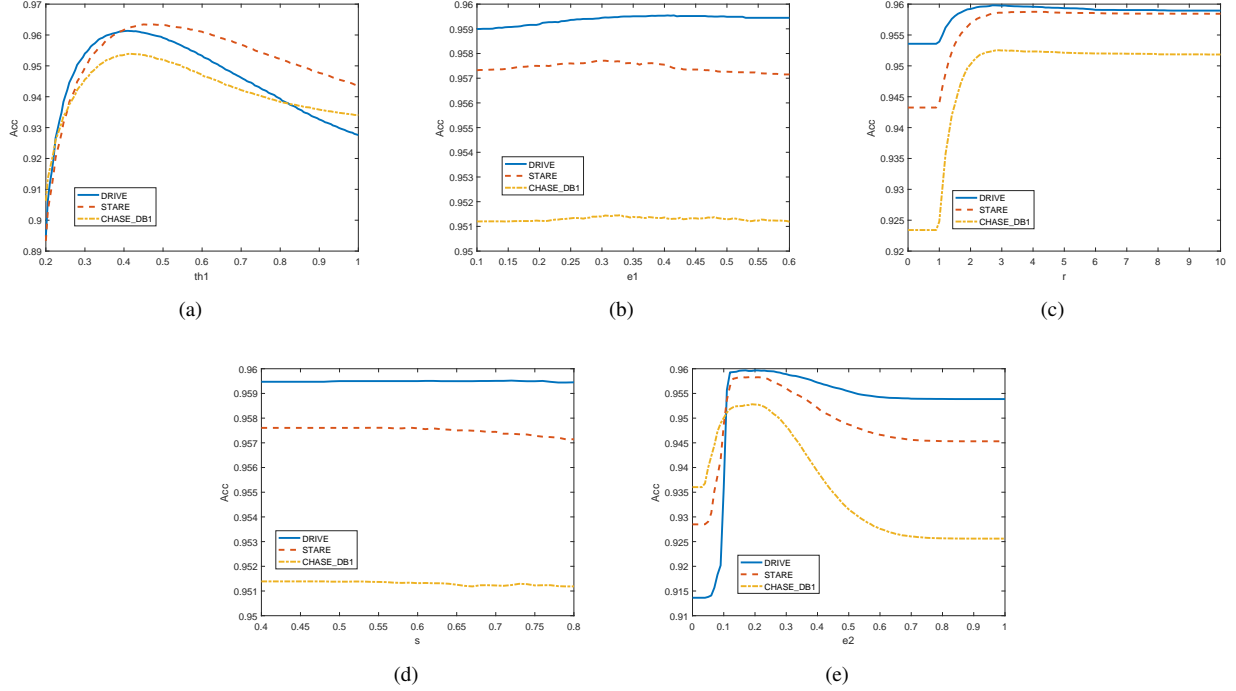 0.97
0.96
0.95
0.94
0.93
0.92
0.91
0.9
0.89
Acc
DRIVE
STARE
CHASE_DB1
0.2 0.3 0.4 0.5 0.6 0.7 0.8 0.9 1
th1
(a)
0.96
0.959
0.958
0.957
0.956
0.955
0.954
0.953
0.952
0.951
0.95
Acc
DRIVE
STARE
CHASE_DB1
0.1 0.15 0.2 0.25 0.3 0.35 0.4 0.45 0.5 0.55 0.6
e1
(b)
0.96
0.955
0.95
0.945
0.94
0.935
0.93
0.925
0.92
Acc
DRIVE
STARE
CHASE_DB1
0 1 2 3 4 5 6 7 8 9 10
r
(c)
0.96
0.959
0.958
0.957
0.956
0.955
0.954
0.953
0.952
0.951
0.95
Acc
DRIVE
STARE
CHASE_DB1
0.4 0.45 0.5 0.55 0.6 0.65 0.7 0.75 0.8
s
(d)
0.96
0.955
0.95
0.945
0.94
0.935
0.93
0.925
0.92
0.915
0.91
Acc
DRIVE
STARE
CHASE_DB1
0 0.1 0.2 0.3 0.4 0.5 0.6 0.7 0.8 0.9 1
e2
(e)